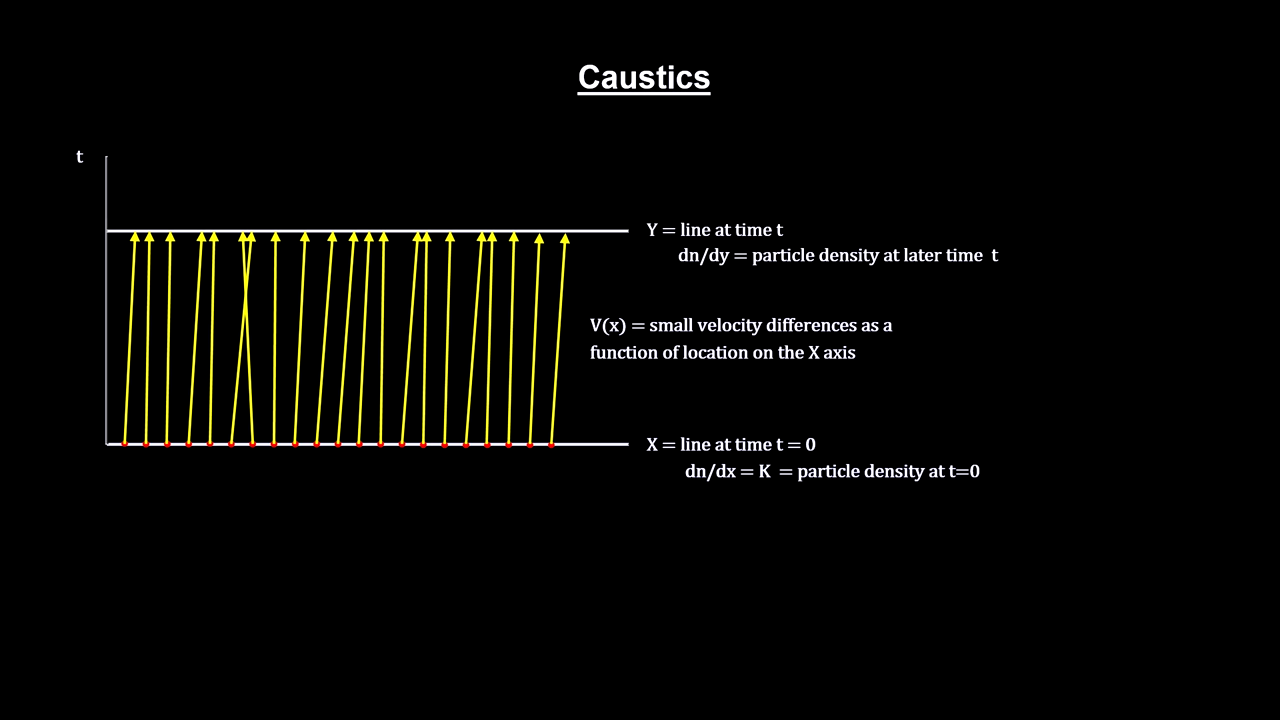 Caustics
t
Y = line at time t
dn/dy = particle density at later time t
V(x) = small velocity differences as a
function of location on the X axis
X = line at time t = 0
dn/dx = K = particle density at t=0